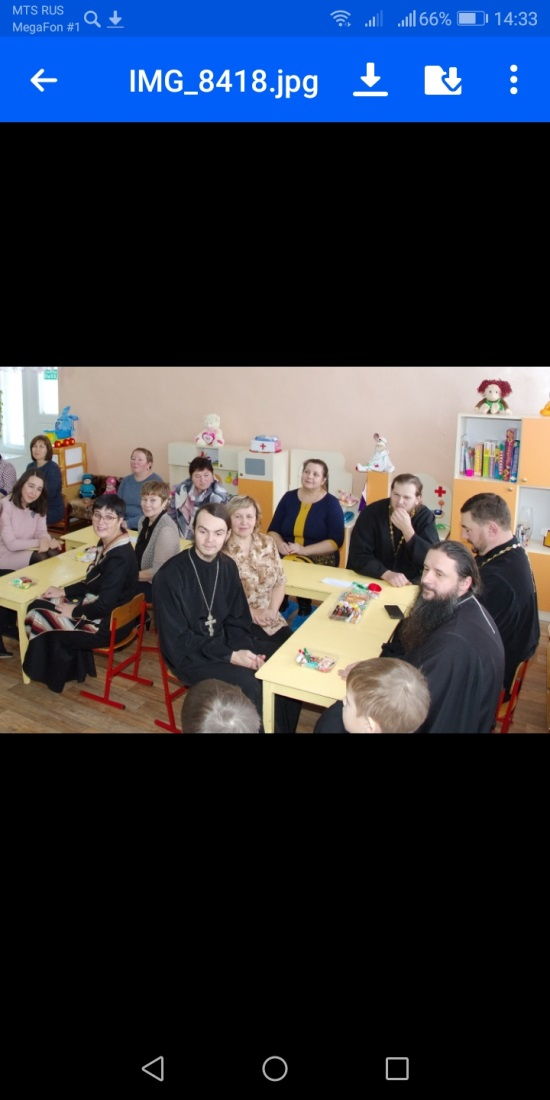 MTS RUS
MegaFon #1
66%
14:33
IMG_8418.jpg